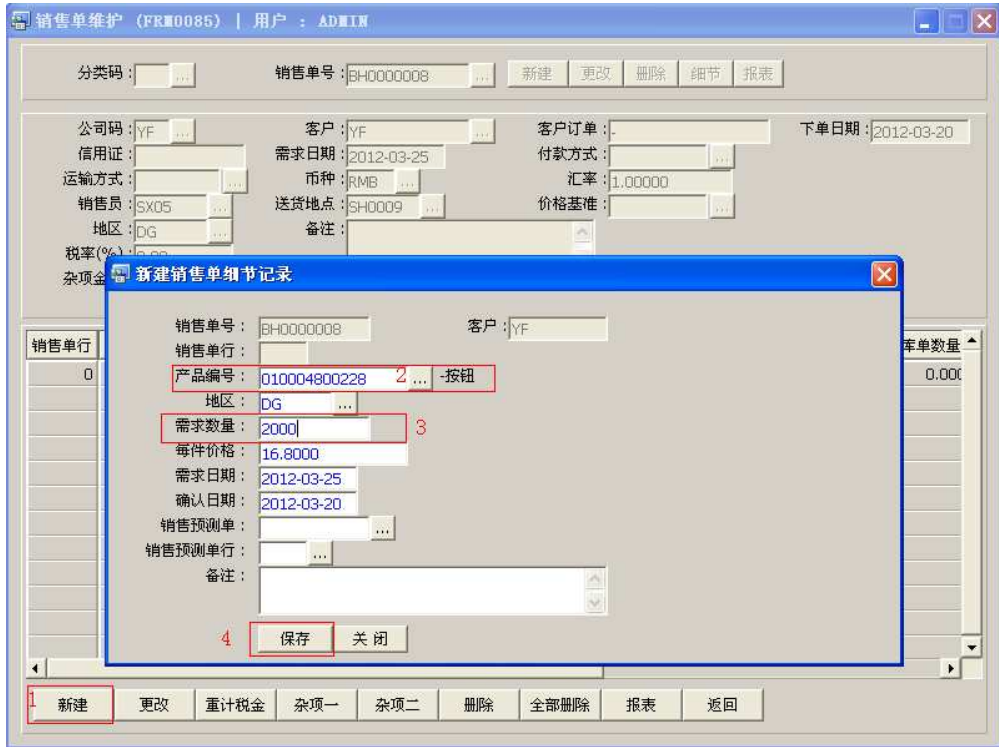 销售单维护 (FRM0085) | 用户 : ADMIN
分类码: ... 销售单号: BH0000008 ... 新建 更改 删除 细节 报表
公司码: YF ... 客户: YF ... 客户订单: - 下单日期: 2012-03-20
信用证: 需求日期: 2012-03-25 付款方式: ...
运输方式: ... 币种: RMB ... 汇率: 1.00000
销售员: SX05 ... 送货地点: SH0009 ... 价格基准: ...
地区: DG ... 备注:
税率(%): 0.00
杂项金
新建销售单细节记录
销售单号: BH0000008 客户: YF
销售单行:
产品编号: 010004800228 2 ... -按钮
地区: DG ...
需求数量: 2000 3
每件价格: 16.8000
需求日期: 2012-03-25
确认日期: 2012-03-20
销售预测单: ...
销售预测单行: ...
备注:
4 保存 关闭
销售单行 库单数量
0 0.000
1 新建 更改 重计税金 杂项一 杂项二 删除 全部删除 报表 返回